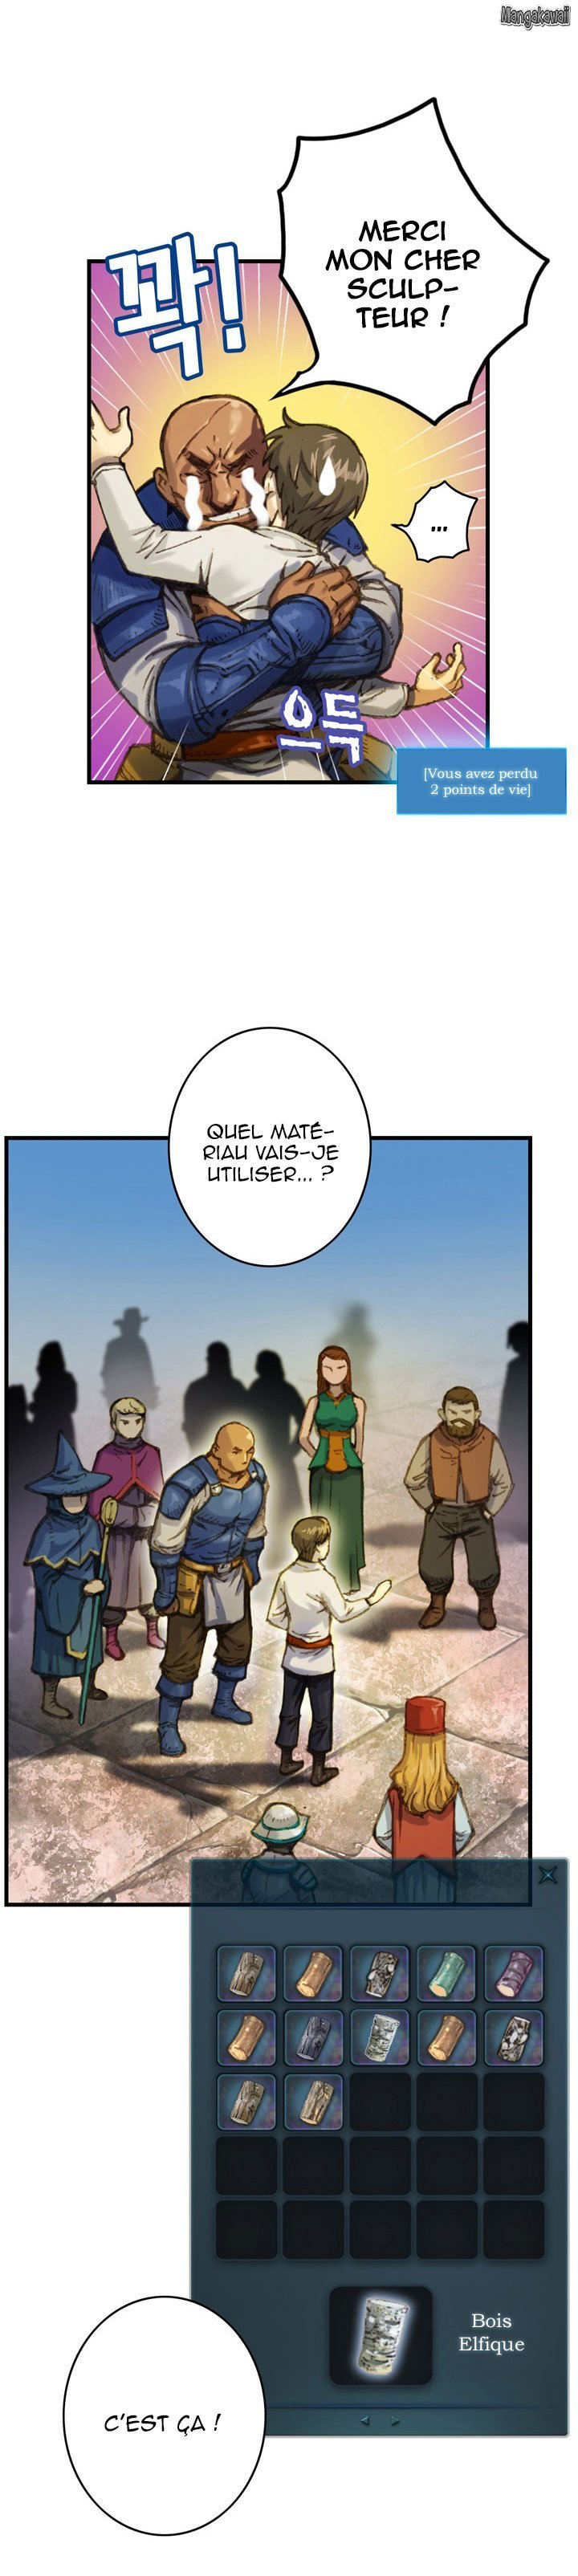 Mangakawaii
MERCI
MON CHER
SCULP-
TEUR !
꽉!
...
으득
[Vous avez perdu
2 points de vie]
QUEL MATÉ-
RIAU VAIS-JE
UTILISER... ?
Bois
Elfique
C'EST ÇA !